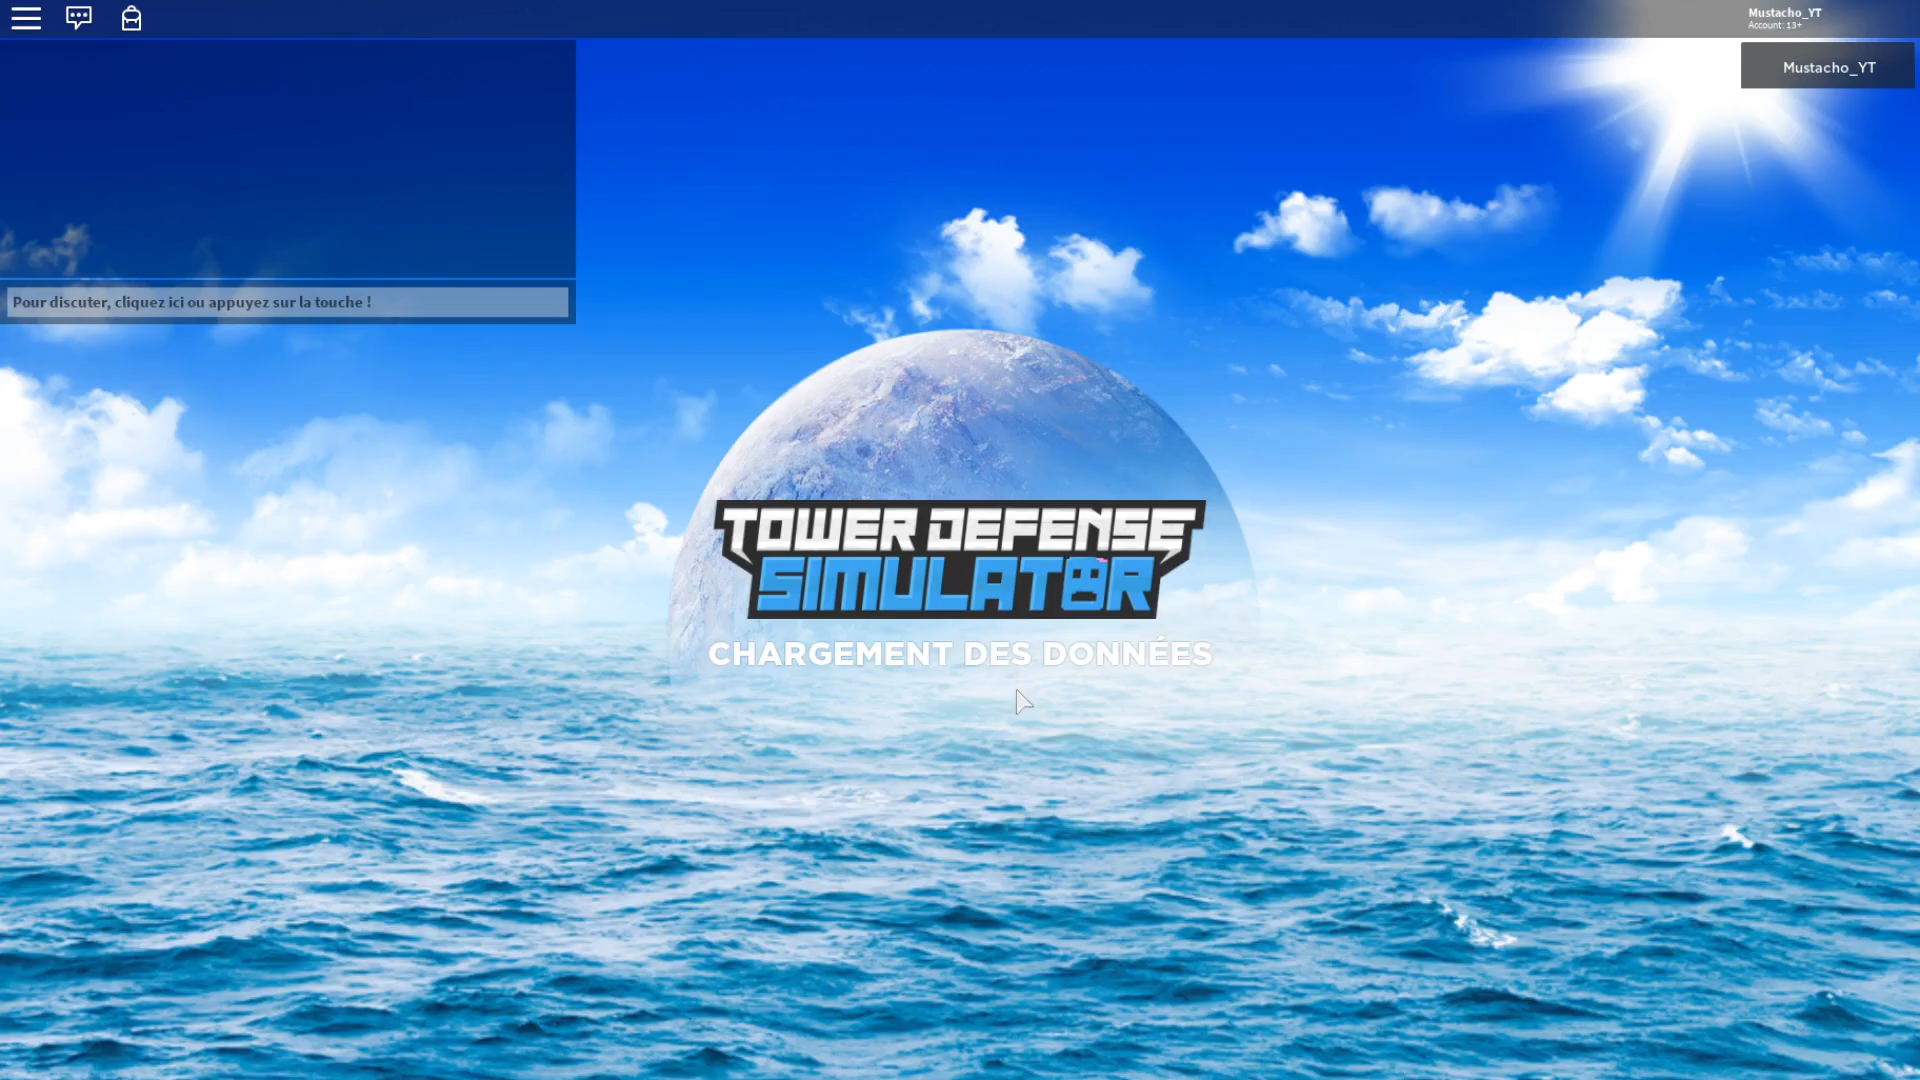 Mustacho_YT
Account: 13+
Mustacho_YT
Pour discuter, cliquez ici ou appuyez sur la touche !
TOWER DEFENSE
SIMULATOR
CHARGEMENT DES DONNÉES